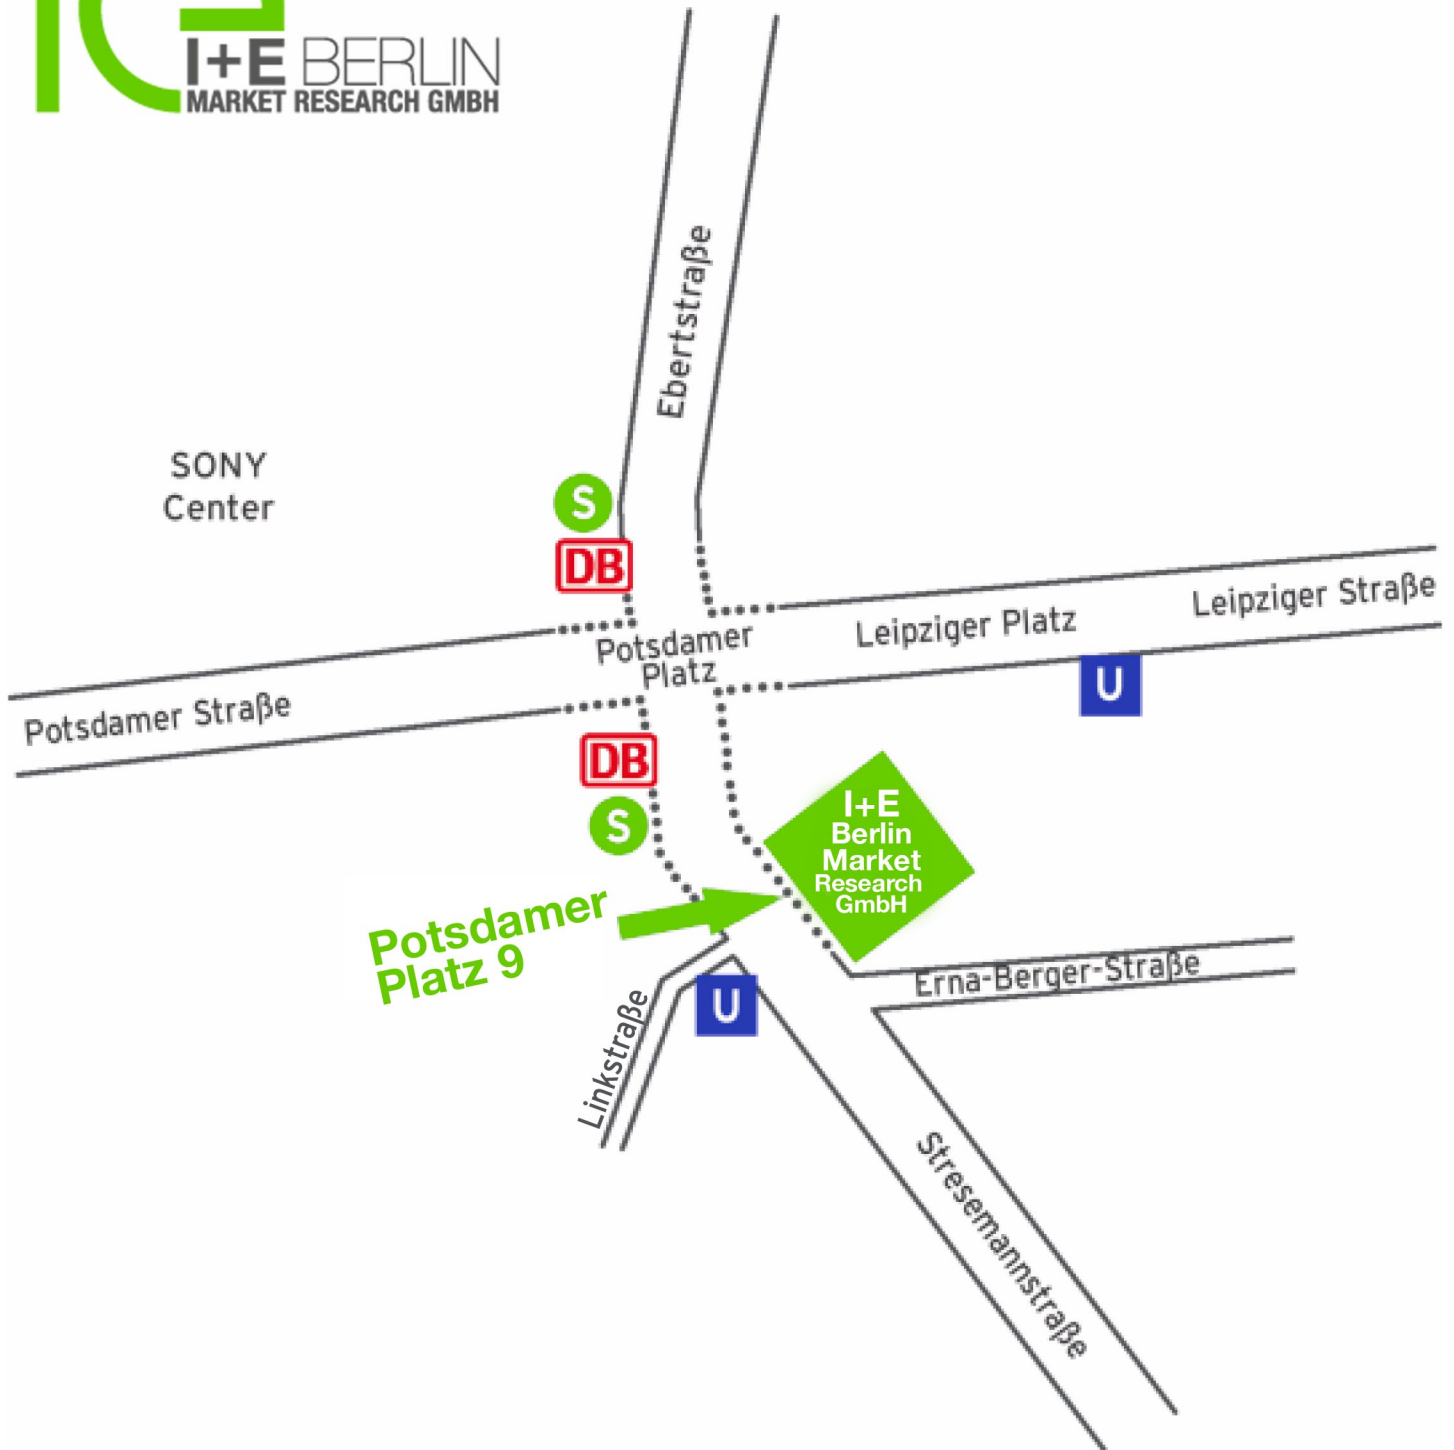 I+E BERLIN
MARKET RESEARCH GMBH
Ebertstraße
SONY
Center
S
DB
Potsdamer
Platz
Leipziger Platz
Leipziger Straße
U
Potsdamer Straße
DB
S
I+E
Berlin
Market
Research
GmbH
Potsdamer
Platz 9
Erna-Berger-Straße
U
Linkstraße
Stresemannstraße